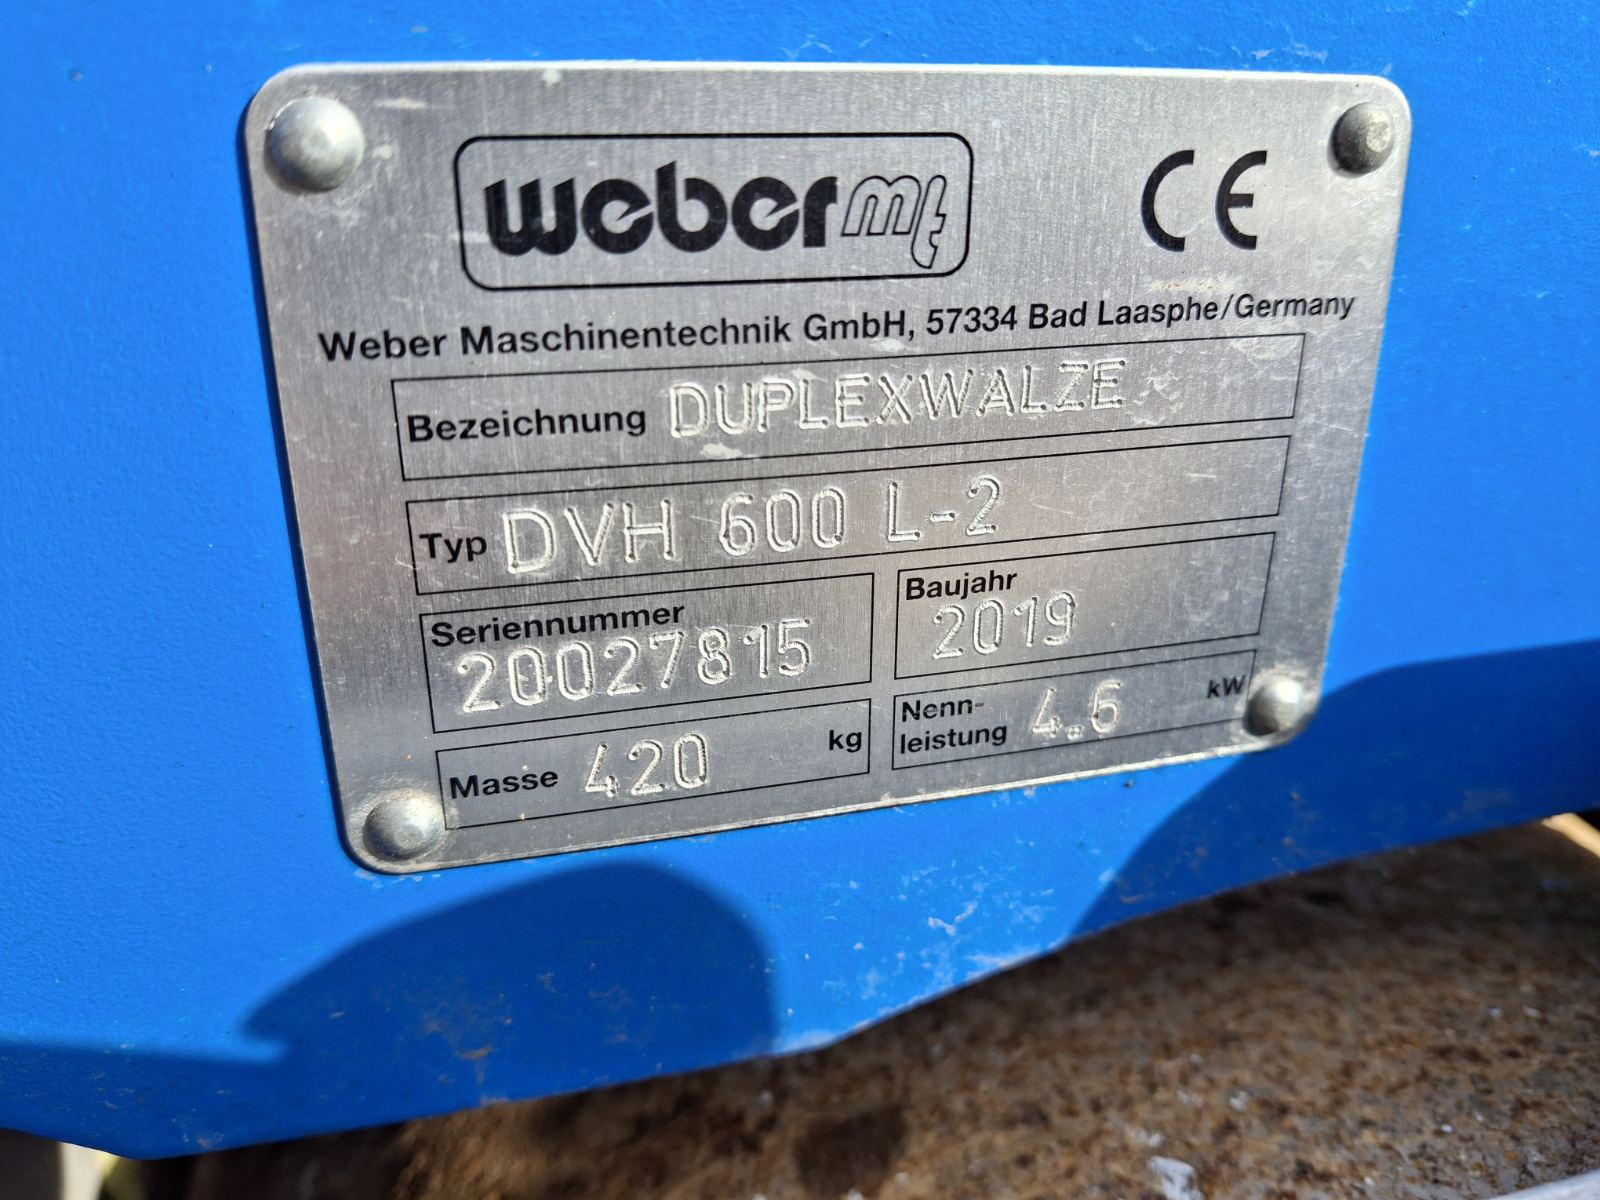 weber mt
CE
Weber Maschinentechnik GmbH, 57334 Bad Laasphe/Germany
Bezeichnung DUPLEXWALZE
Typ DVH 600 L-2
Seriennummer
20027815
Baujahr
2019
Masse 420 kg
Nenn-
leistung 4.6 kW